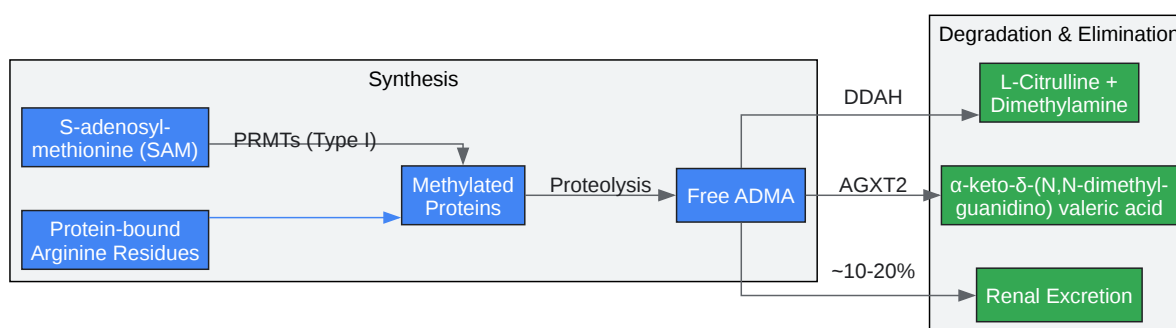 Synthesis
S-adenosyl-
methionine (SAM)
PRMTs (Type I)
Protein-bound
Arginine Residues
Methylated
Proteins
Proteolysis
Free ADMA
DDAH
AGXT2
~10-20%
Degradation & Elimination
L-Citrulline +
Dimethylamine
α-keto-δ-(N,N-dimethyl-
guanidino) valeric acid
Renal Excretion